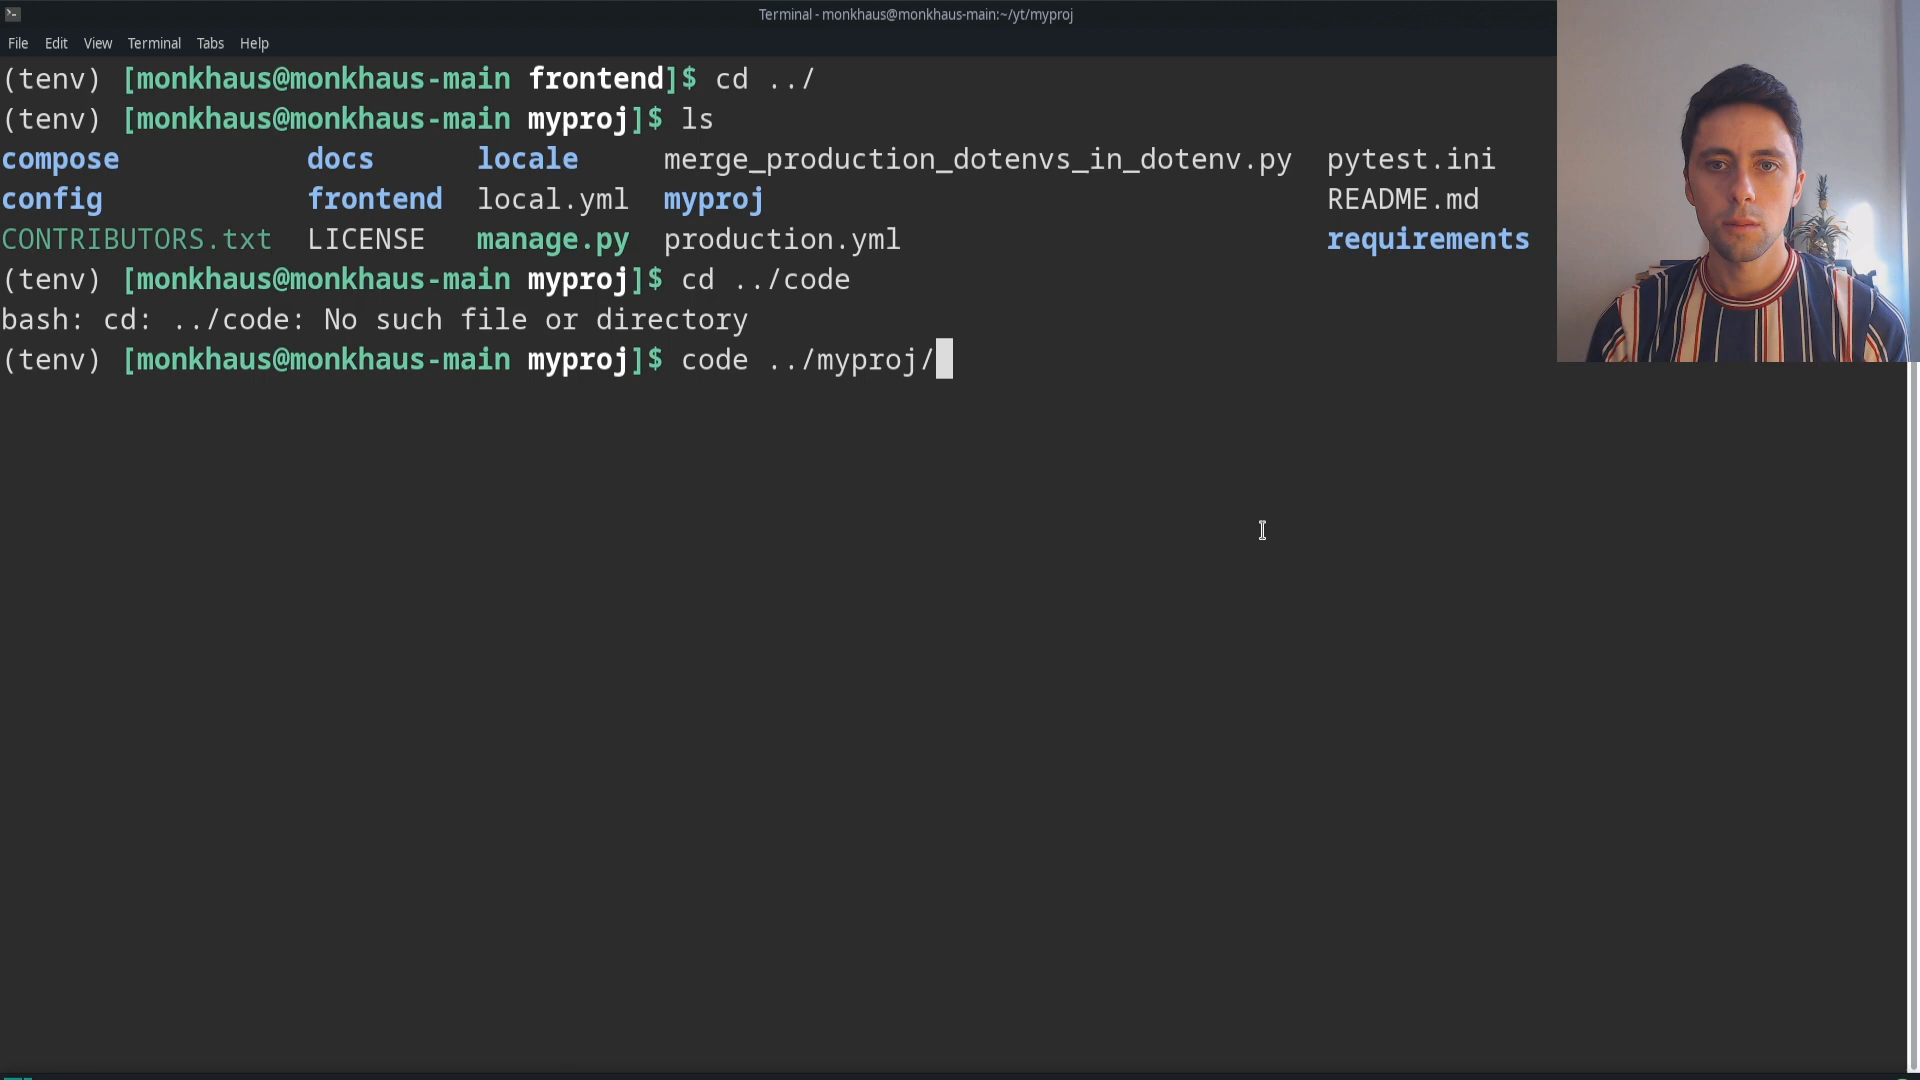 Terminal - monkhaus@monkhaus-main:~/yt/myproj
File Edit View Terminal Tabs Help
(tenv) [monkhaus@monkhaus-main frontend]$ cd ../
(tenv) [monkhaus@monkhaus-main myproj]$ ls
compose docs locale merge_production_dotenvs_in_dotenv.py pytest.ini
config frontend local.yml myproj README.md
CONTRIBUTORS.txt LICENSE manage.py production.yml requirements
(tenv) [monkhaus@monkhaus-main myproj]$ cd ../code
bash: cd: ../code: No such file or directory
(tenv) [monkhaus@monkhaus-main myproj]$ code ../myproj/